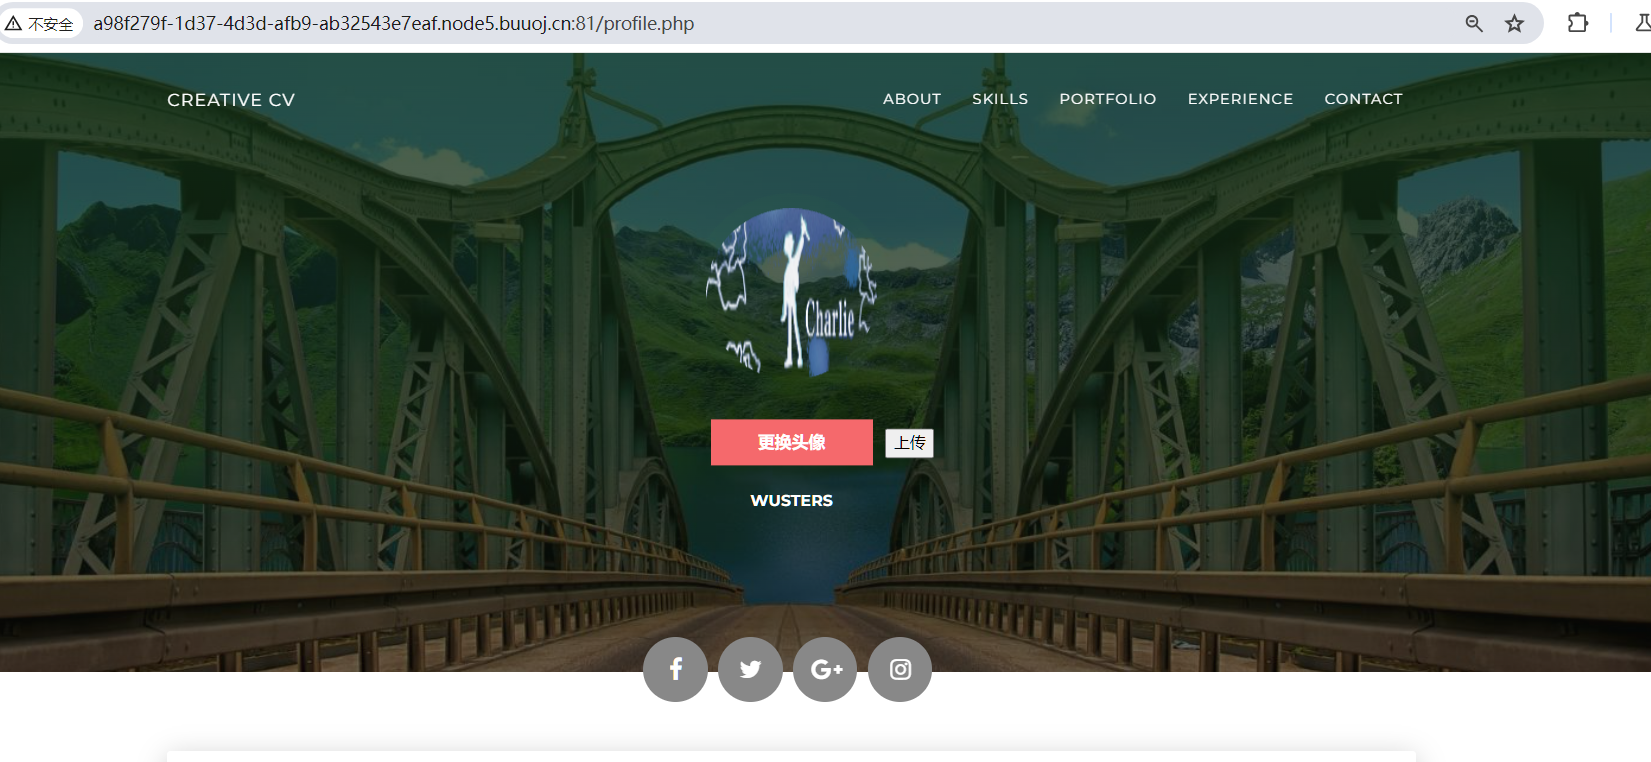 不安全 a98f279f-1d37-4d3d-afb9-ab32543e7eaf.node5.buuoj.cn:81/profile.php
CREATIVE CV ABOUT SKILLS PORTFOLIO EXPERIENCE CONTACT
Charlie
更换头像 上传
WUSTERS
f G+